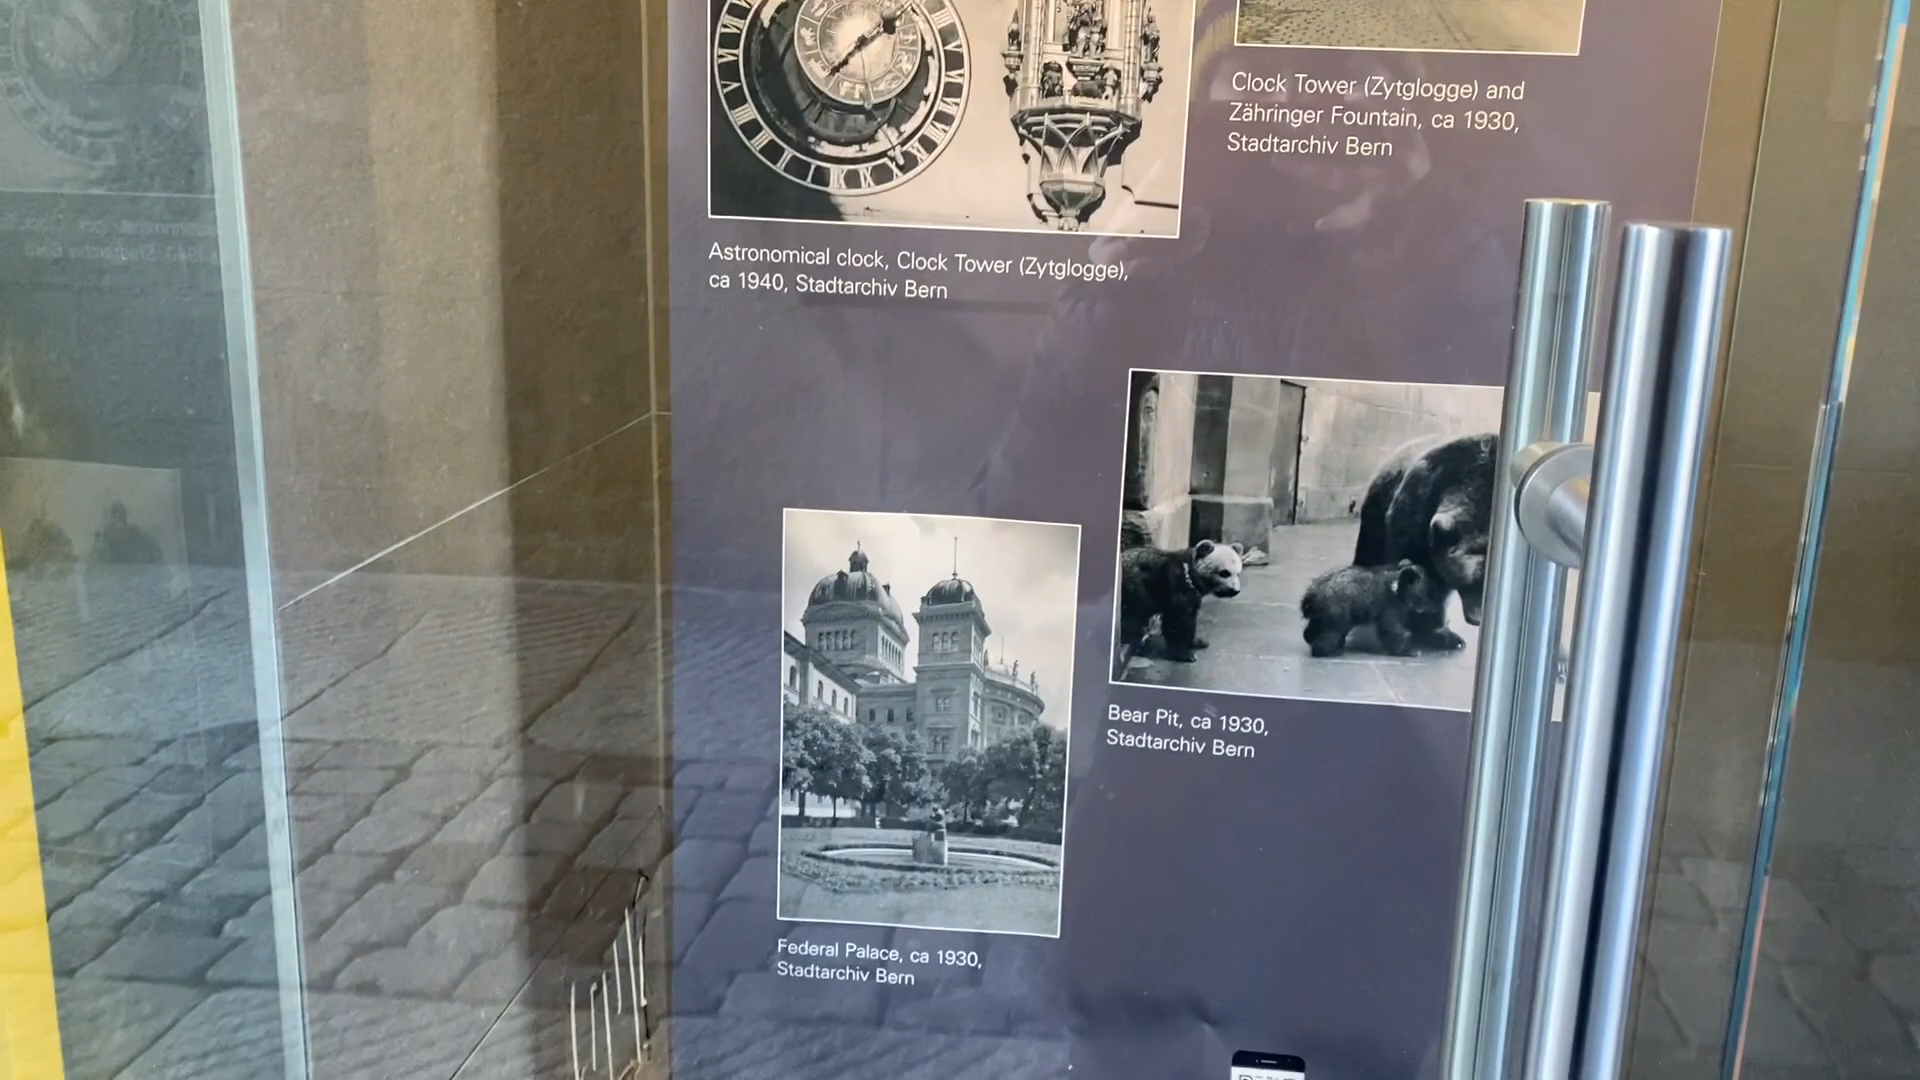 Clock Tower (Zytglogge) and
Zähringer Fountain, ca 1930,
Stadtarchiv Bern
Astronomical clock, Clock Tower (Zytglogge),
ca 1940, Stadtarchiv Bern
Bear Pit, ca 1930,
Stadtarchiv Bern
Federal Palace, ca 1930,
Stadtarchiv Bern